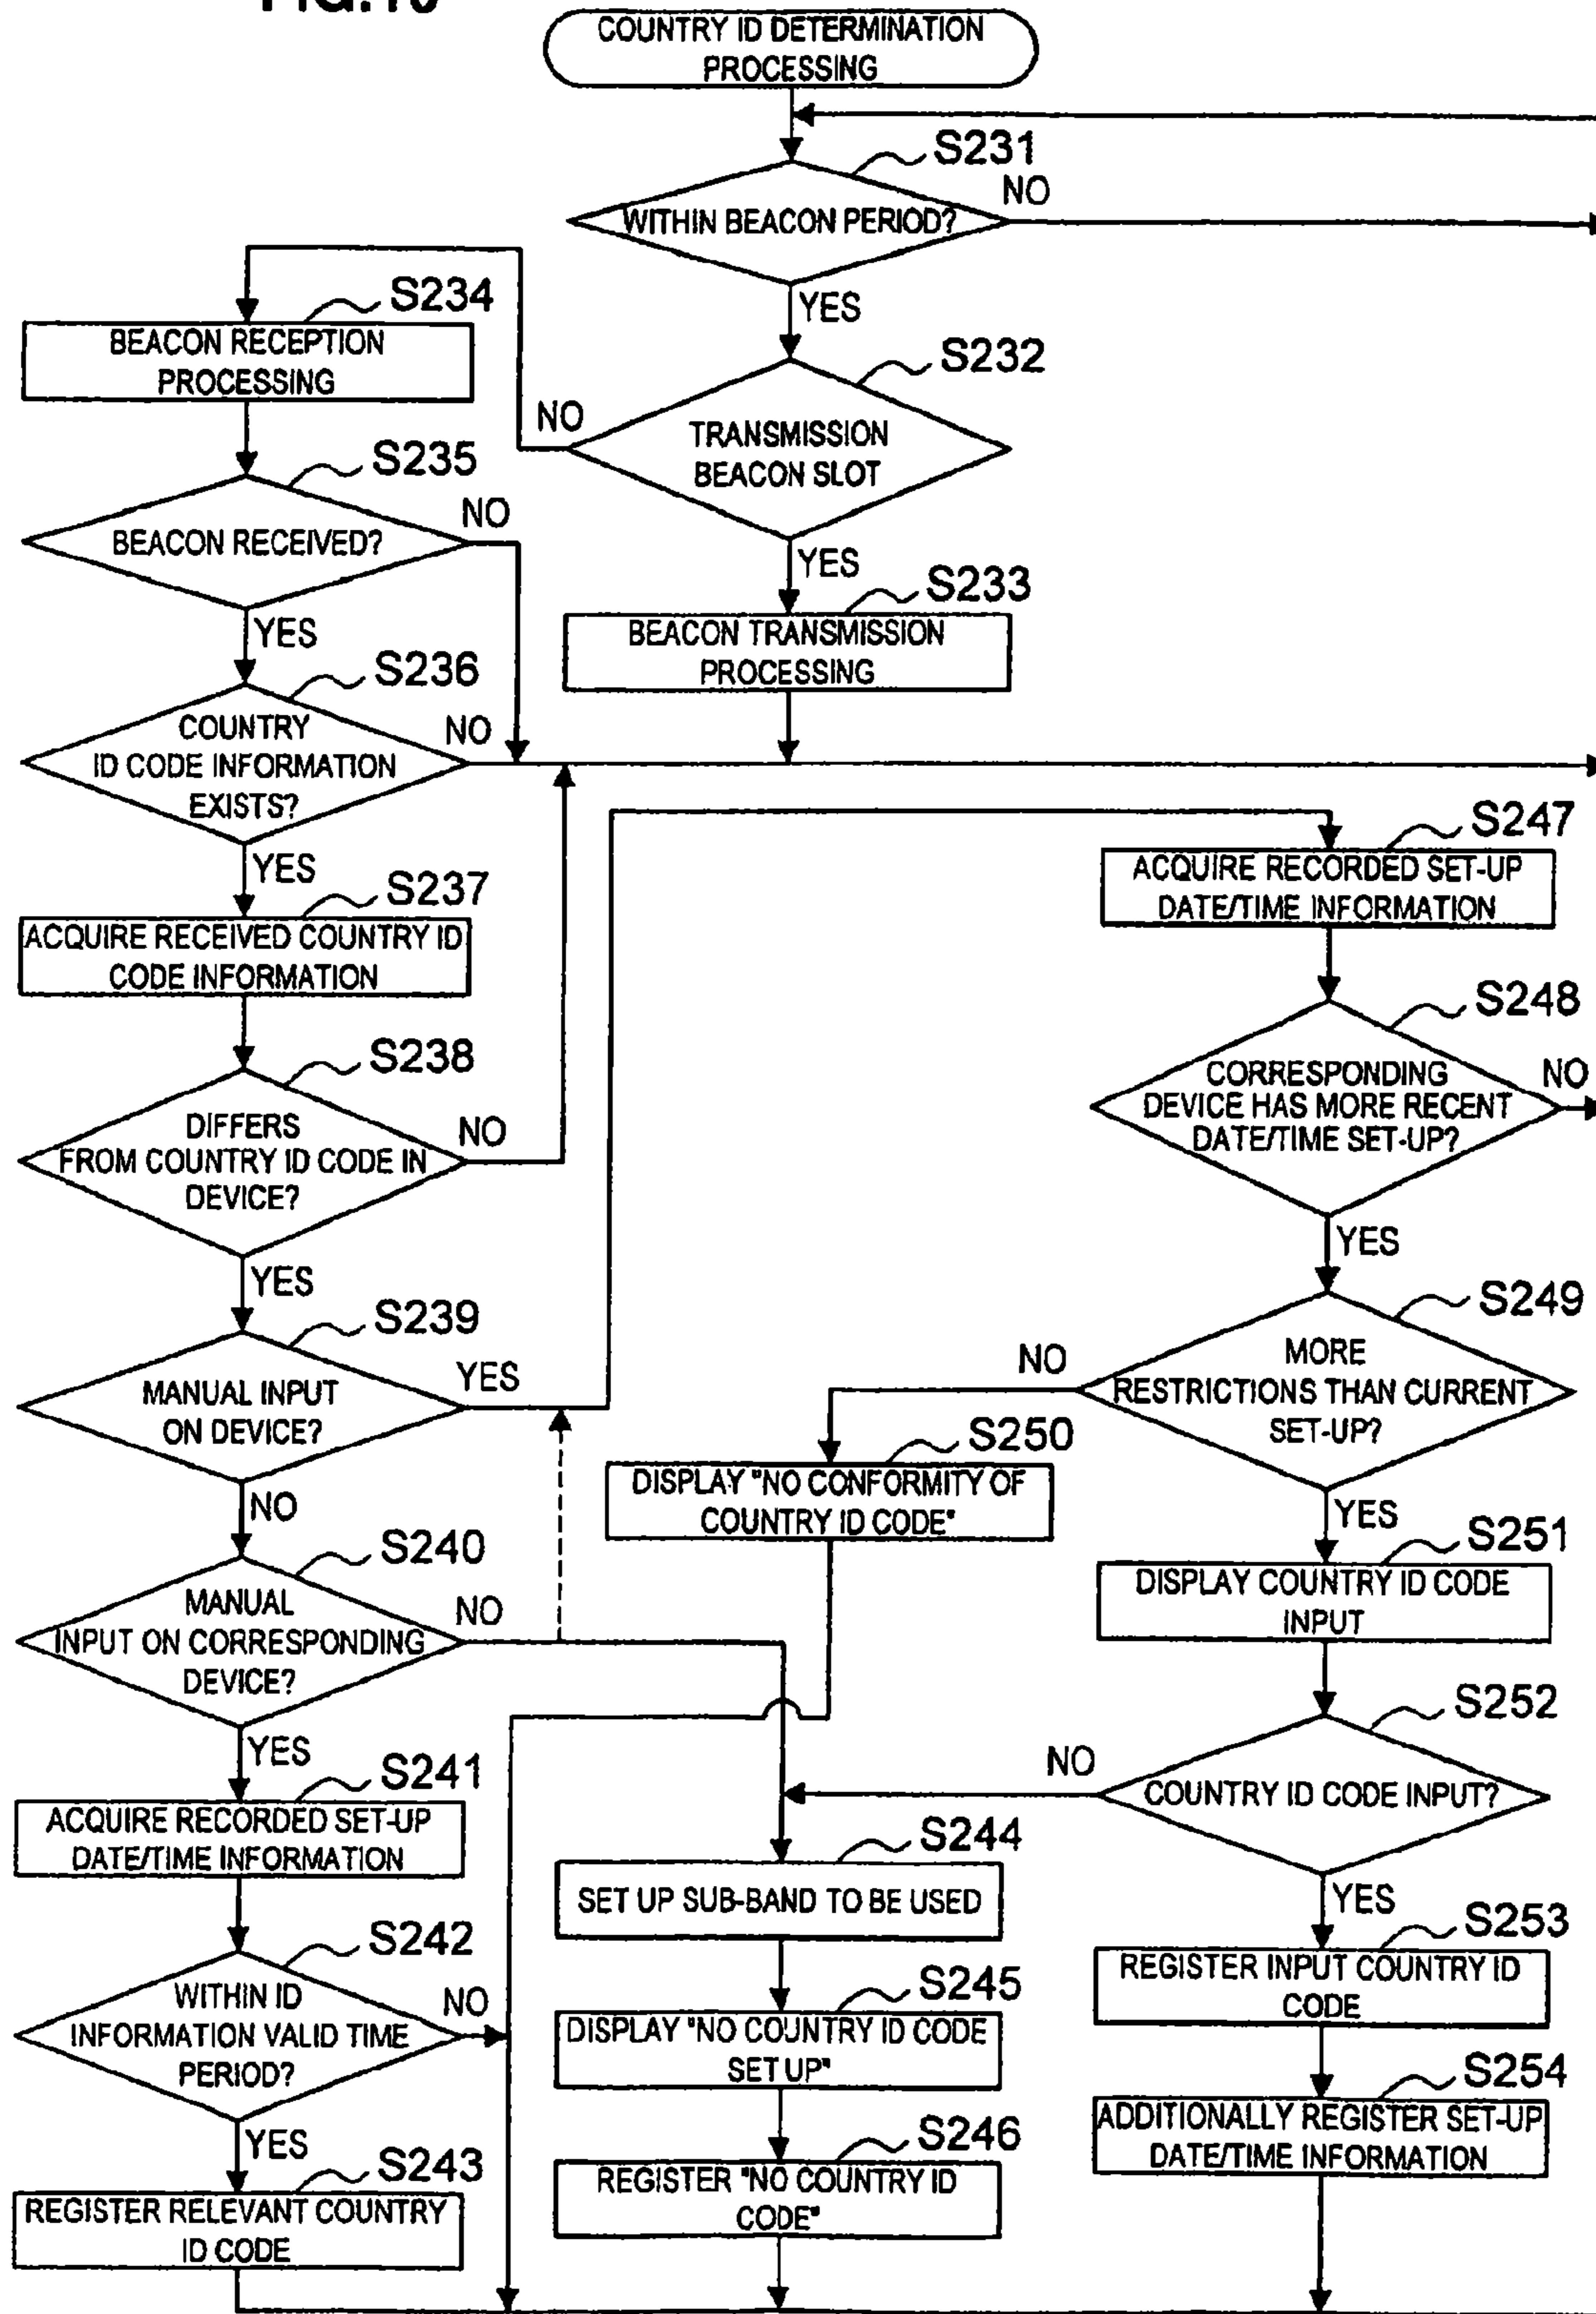 COUNTRY ID DETERMINATION
PROCESSING
S231
WITHIN BEACON PERIOD?
NO
YES
S232
TRANSMISSION
BEACON SLOT
NO
YES
S233
BEACON TRANSMISSION
PROCESSING
S234
BEACON RECEPTION
PROCESSING
S235
BEACON RECEIVED?
NO
YES
S236
COUNTRY
ID CODE INFORMATION
EXISTS?
NO
YES
S237
ACQUIRE RECEIVED COUNTRY ID
CODE INFORMATION
S238
DIFFERS
FROM COUNTRY ID CODE IN
DEVICE?
NO
YES
S239
MANUAL INPUT
ON DEVICE?
YES
NO
S240
MANUAL
INPUT ON CORRESPONDING
DEVICE?
NO
YES
S241
ACQUIRE RECORDED SET-UP
DATE/TIME INFORMATION
S242
WITHIN ID
INFORMATION VALID TIME
PERIOD?
NO
YES
S243
REGISTER RELEVANT COUNTRY
ID CODE
S244
SET UP SUB-BAND TO BE USED
S245
DISPLAY "NO COUNTRY ID CODE
SET UP"
S246
REGISTER "NO COUNTRY ID
CODE"
S247
ACQUIRE RECORDED SET-UP
DATE/TIME INFORMATION
S248
CORRESPONDING
DEVICE HAS MORE RECENT
DATE/TIME SET-UP?
NO
YES
S249
MORE
RESTRICTIONS THAN CURRENT
SET-UP?
NO
YES
S250
DISPLAY "NO CONFORMITY OF
COUNTRY ID CODE"
S251
DISPLAY COUNTRY ID CODE
INPUT
S252
COUNTRY ID CODE INPUT?
NO
YES
S253
REGISTER INPUT COUNTRY ID
CODE
S254
ADDITIONALLY REGISTER SET-UP
DATE/TIME INFORMATION